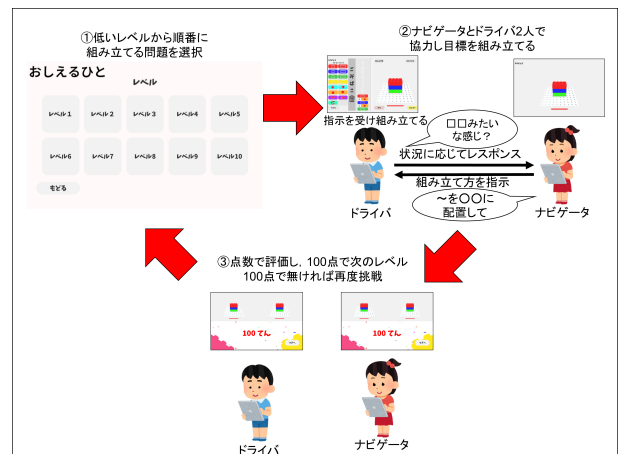 ①低いレベルから順番に
組み立てる問題を選択
おしえるひと
レベル
レベル 1
レベル 2
レベル 3
レベル4
レベル5
レベル6
レベル7
レベル8
レベル9
レベル10
もどる
②ナビゲータとドライバ2人で
協力し目標を組み立てる
指示を受け組み立てる
□□みたい
な感じ？
状況に応じてレスポンス
組み立て方を指示
～を〇〇に
配置して
ドライバ
ナビゲータ
③点数で評価し，100点で次のレベル
100点で無ければ再度挑戦
100 てん
100 てん
ドライバ
ナビゲータ